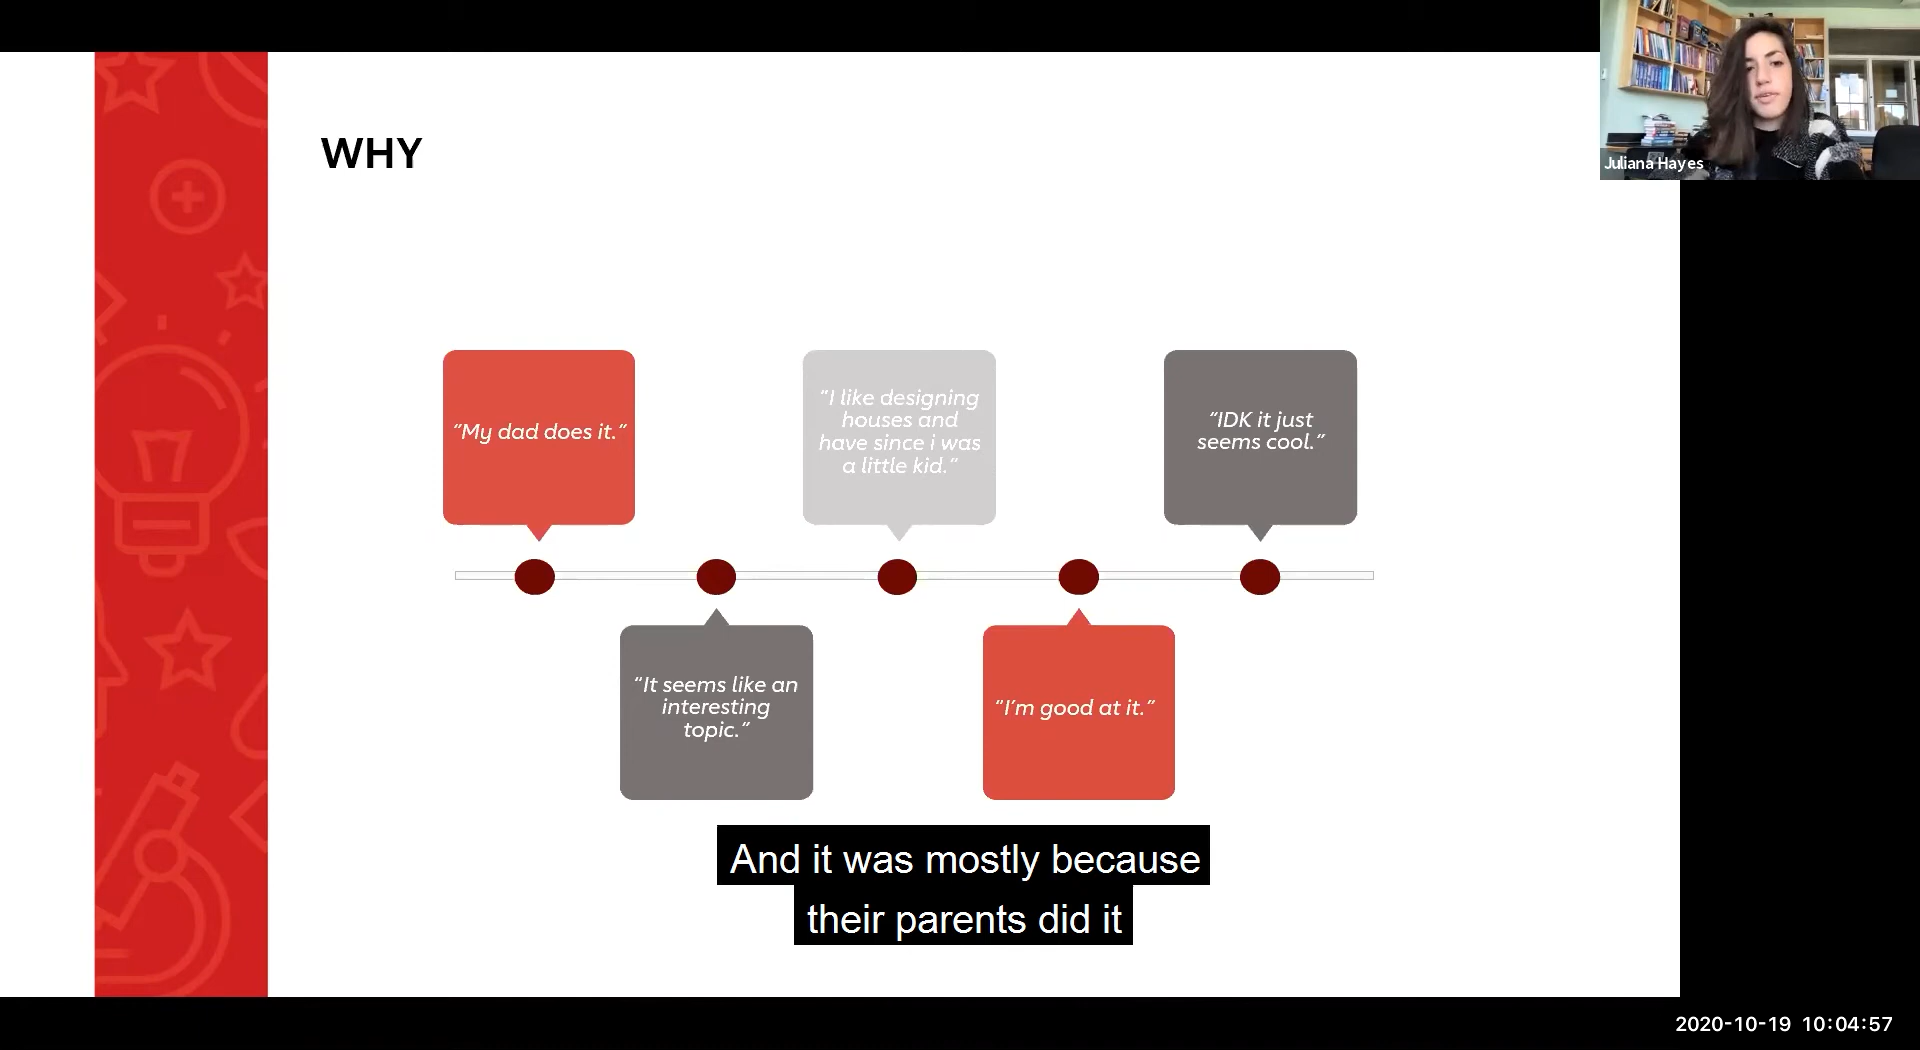 WHY
Juliana Hayes
“My dad does it.”
“I like designing
houses and
have since i was
a little kid.”
“IDK it just
seems cool.”
“It seems like an
interesting
topic.”
“I’m good at it.”
And it was mostly because
their parents did it
2020-10-19 10:04:57